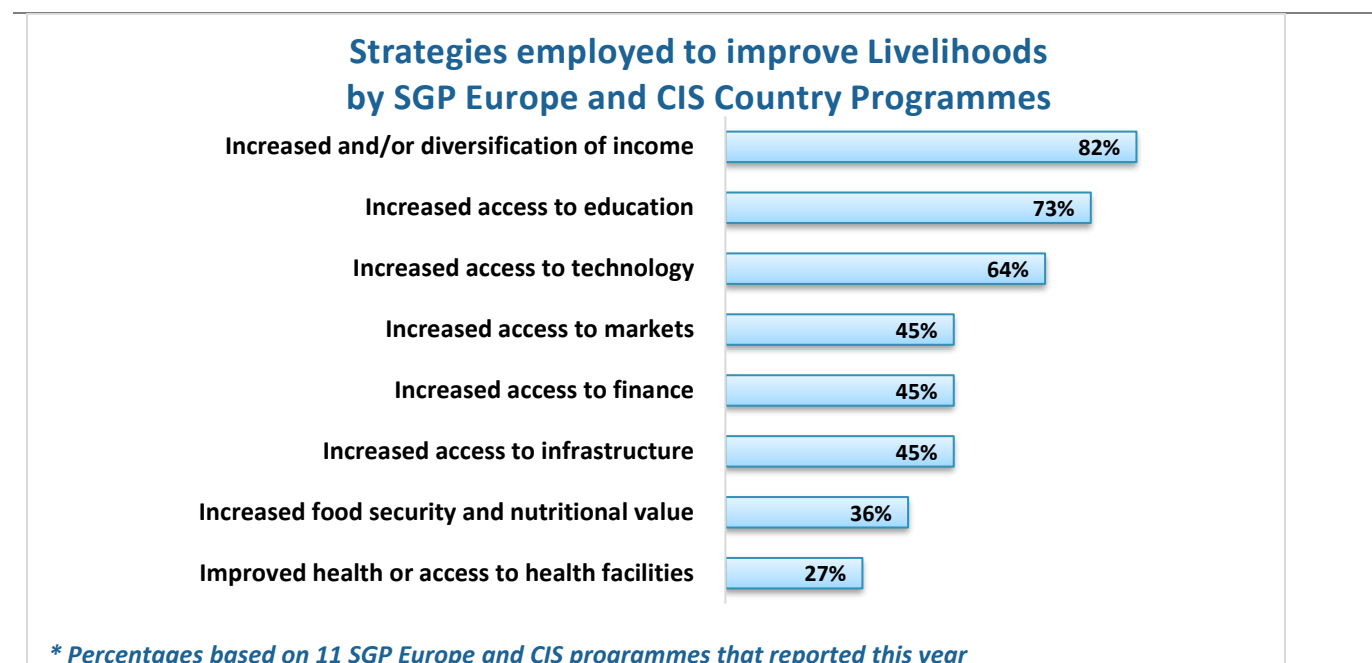 Strategies employed to improve Livelihoods
by SGP Europe and CIS Country Programmes
Increased and/or diversification of income 82%
Increased access to education 73%
Increased access to technology 64%
Increased access to markets 45%
Increased access to finance 45%
Increased access to infrastructure 45%
Increased food security and nutritional value 36%
Improved health or access to health facilities 27%
* Percentages based on 11 SGP Europe and CIS programmes that reported this year